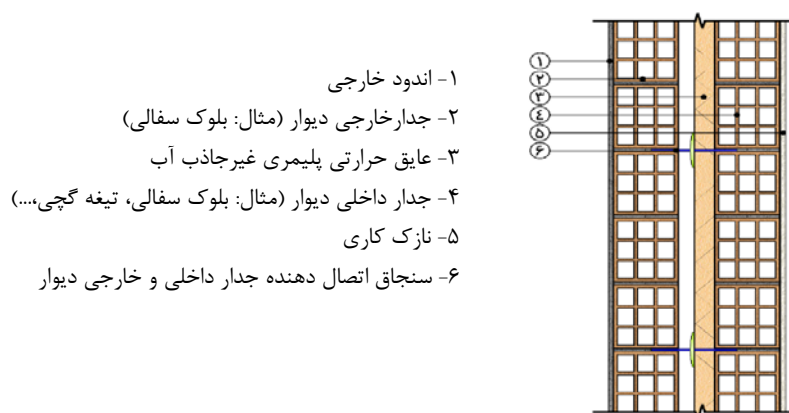 ۱- اندود خارجی
۲- جدارخارجی دیوار (مثال: بلوک سفالی)
۳- عایق حرارتی پلیمری غیرجاذب آب
۴- جدار داخلی دیوار (مثال: بلوک سفالی، تیغه گچی،...)
۵- نازک کاری
۶- سنجاق اتصال دهنده جدار داخلی و خارجی دیوار
۱
۲
۳
٤
۵
۶